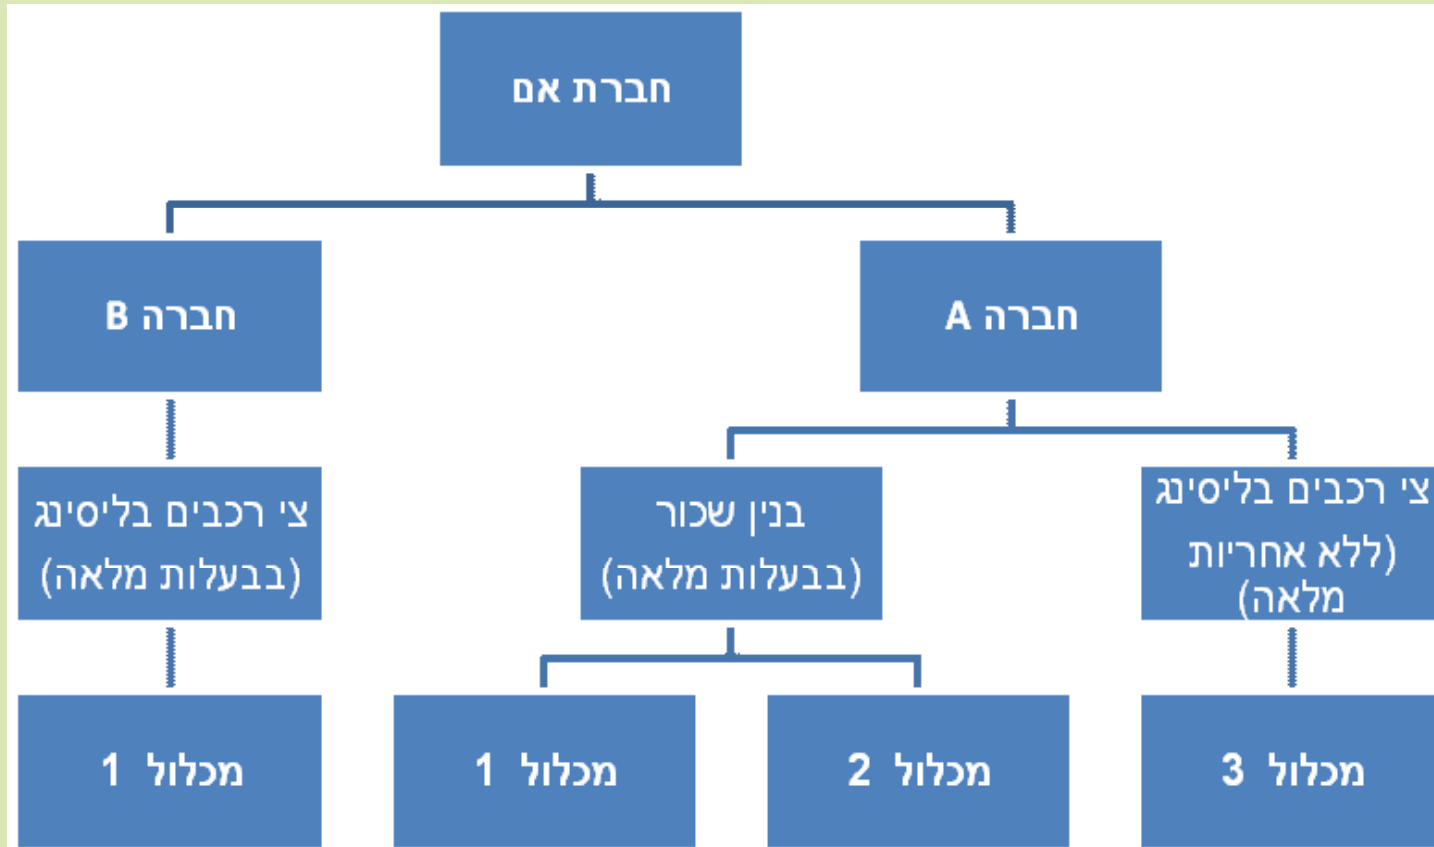 חברת אם
חברה A
חברה B
צי רכבים בליסינג
(ללא אחריות
מלאה)
בנין שכור
(בבעלות מלאה)
צי רכבים בליסינג
(בבעלות מלאה)
מכלול 3
מכלול 2
מכלול 1
מכלול 1